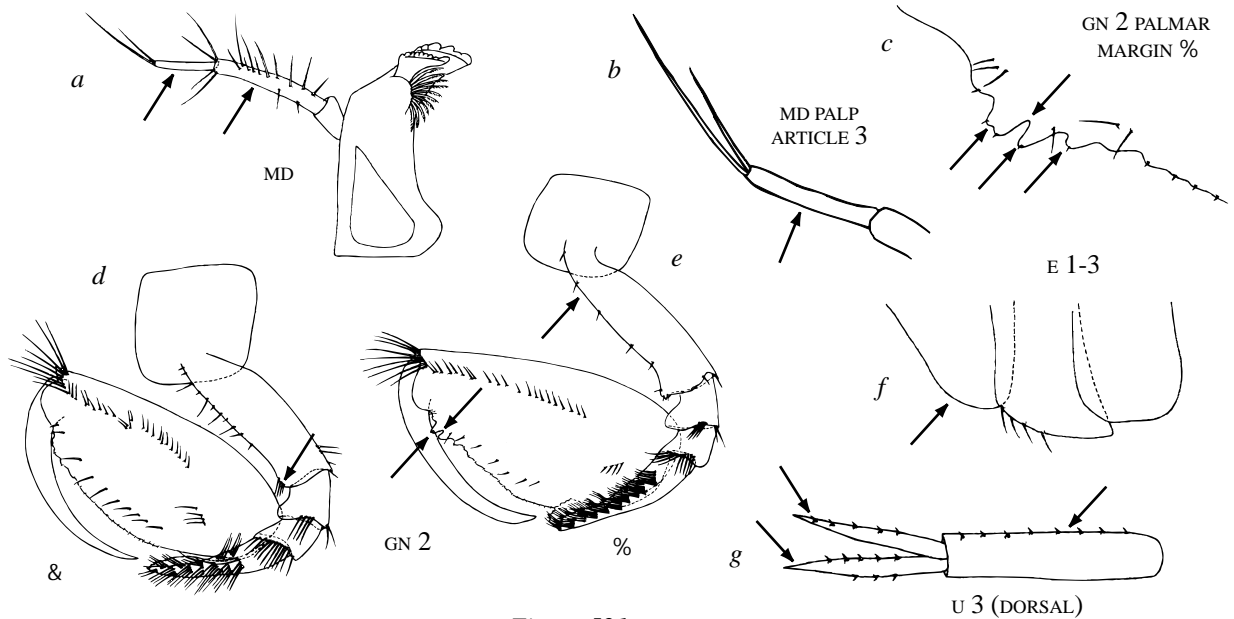 a
MD
b
MD PALP
ARTICLE 3
c
GN 2 PALMAR
MARGIN %
d
&
e
GN 2
%
E 1-3
f
g
U 3 (DORSAL)